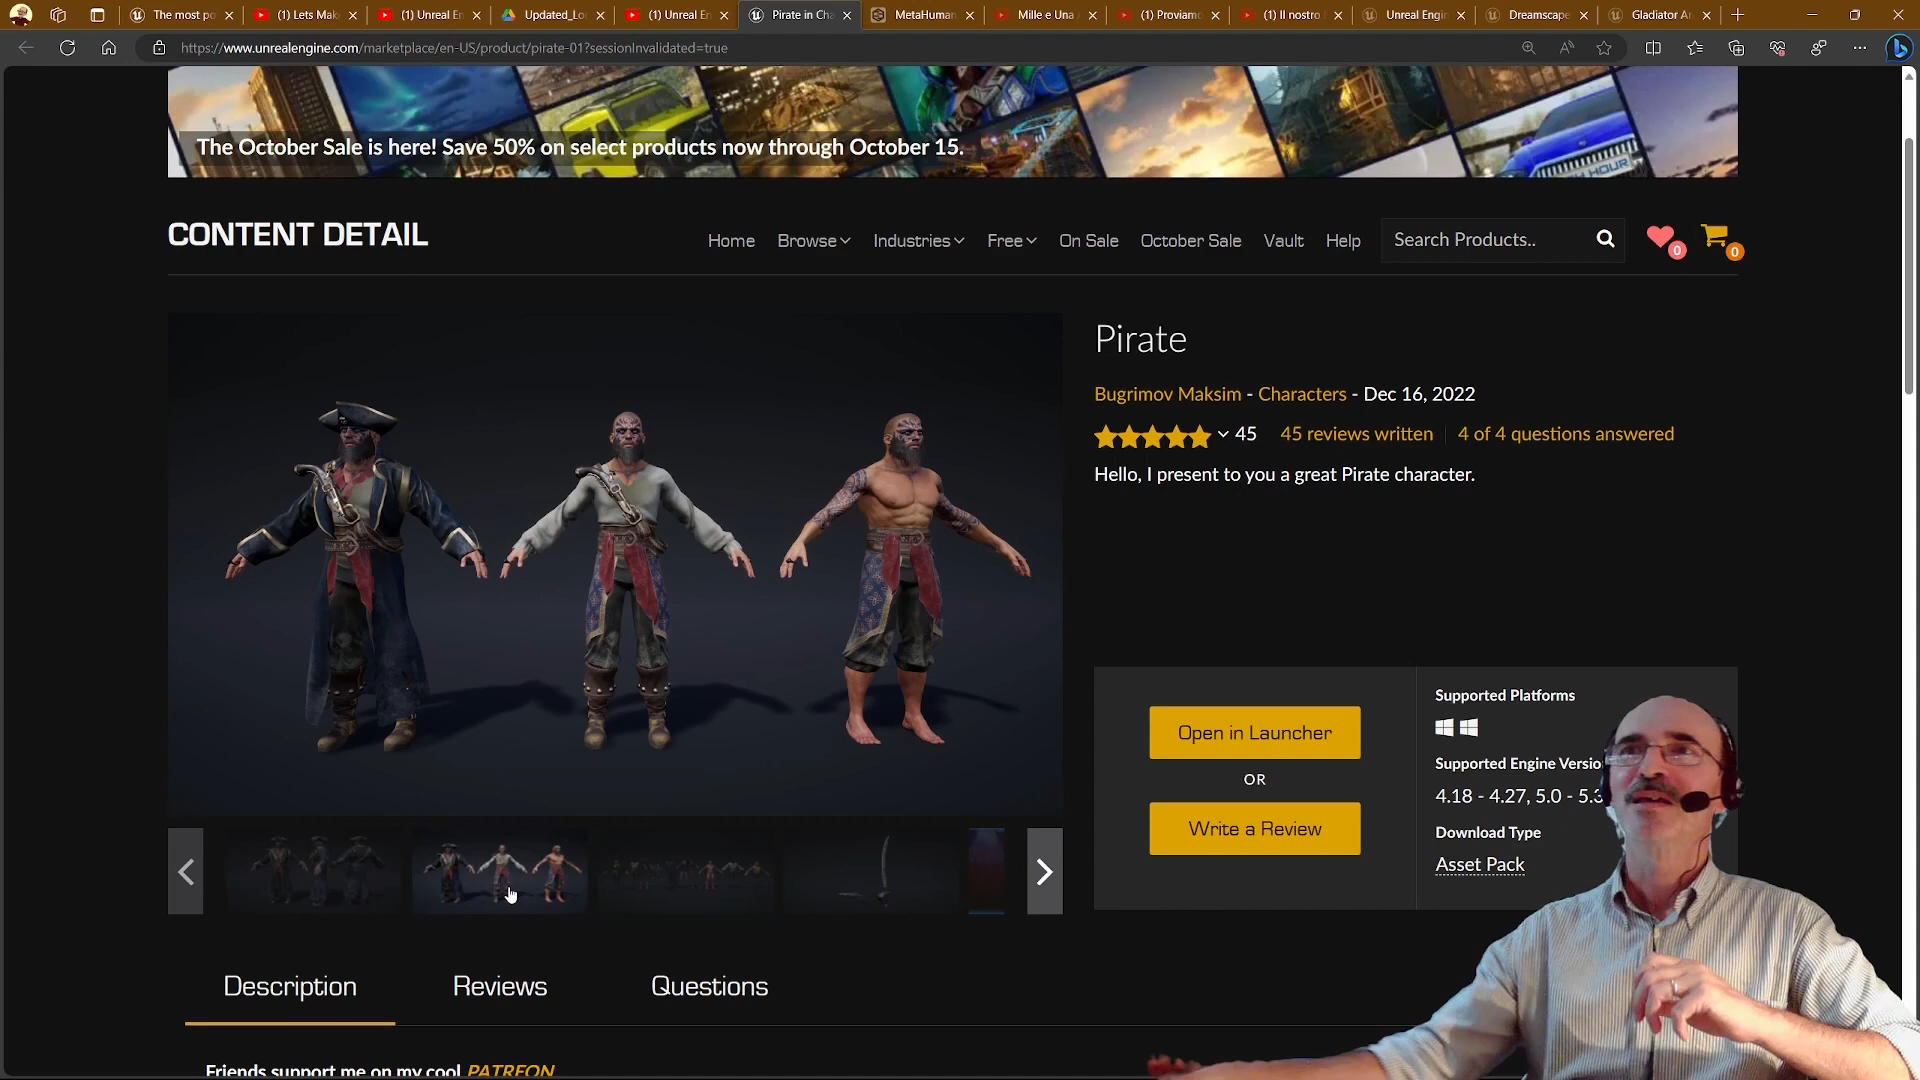 The most po
(1) Lets Mak
(1) Unreal En
Updated_Lo
(1) Unreal En
Pirate in Cha
MetaHuman
Mille e Una
(1) Proviam
(1) Il nostro
Unreal Engin
Dreamscape
Gladiator A
https://www.unrealengine.com/marketplace/en-US/product/pirate-01?sessionInvalidated=true
The October Sale is here! Save 50% on select products now through October 15.
CONTENT DETAIL
Home Browse Industries Free On Sale October Sale Vault Help Search Products.. 0 0
Pirate
Bugrimov Maksim - Characters - Dec 16, 2022
45 45 reviews written 4 of 4 questions answered
Hello, I present to you a great Pirate character.
Open in Launcher
OR
Write a Review
Supported Platforms
Supported Engine Versio
4.18 - 4.27, 5.0 - 5.3
Download Type
Asset Pack
Description Reviews Questions
Friends support me on my cool PATREON